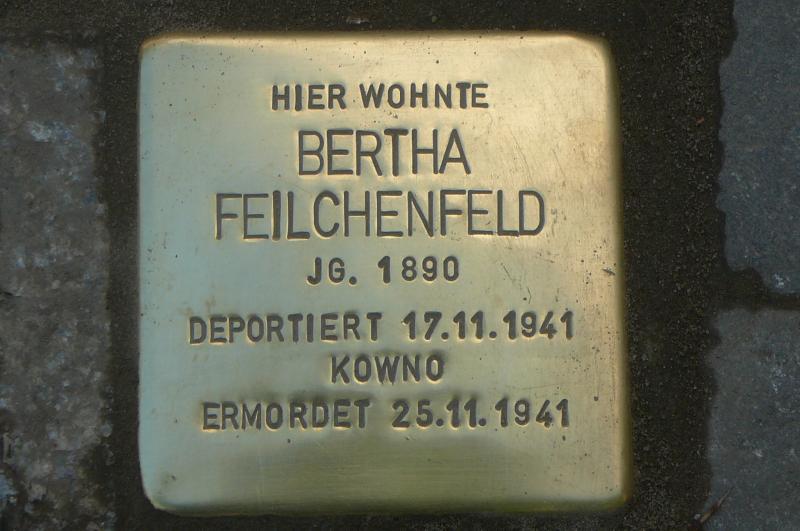 HIER WOHNTE
BERTHA
FEILCHENFELD
JG. 1890
DEPORTIERT 17.11.1941
KOWNO
ERMORDET 25.11.1941